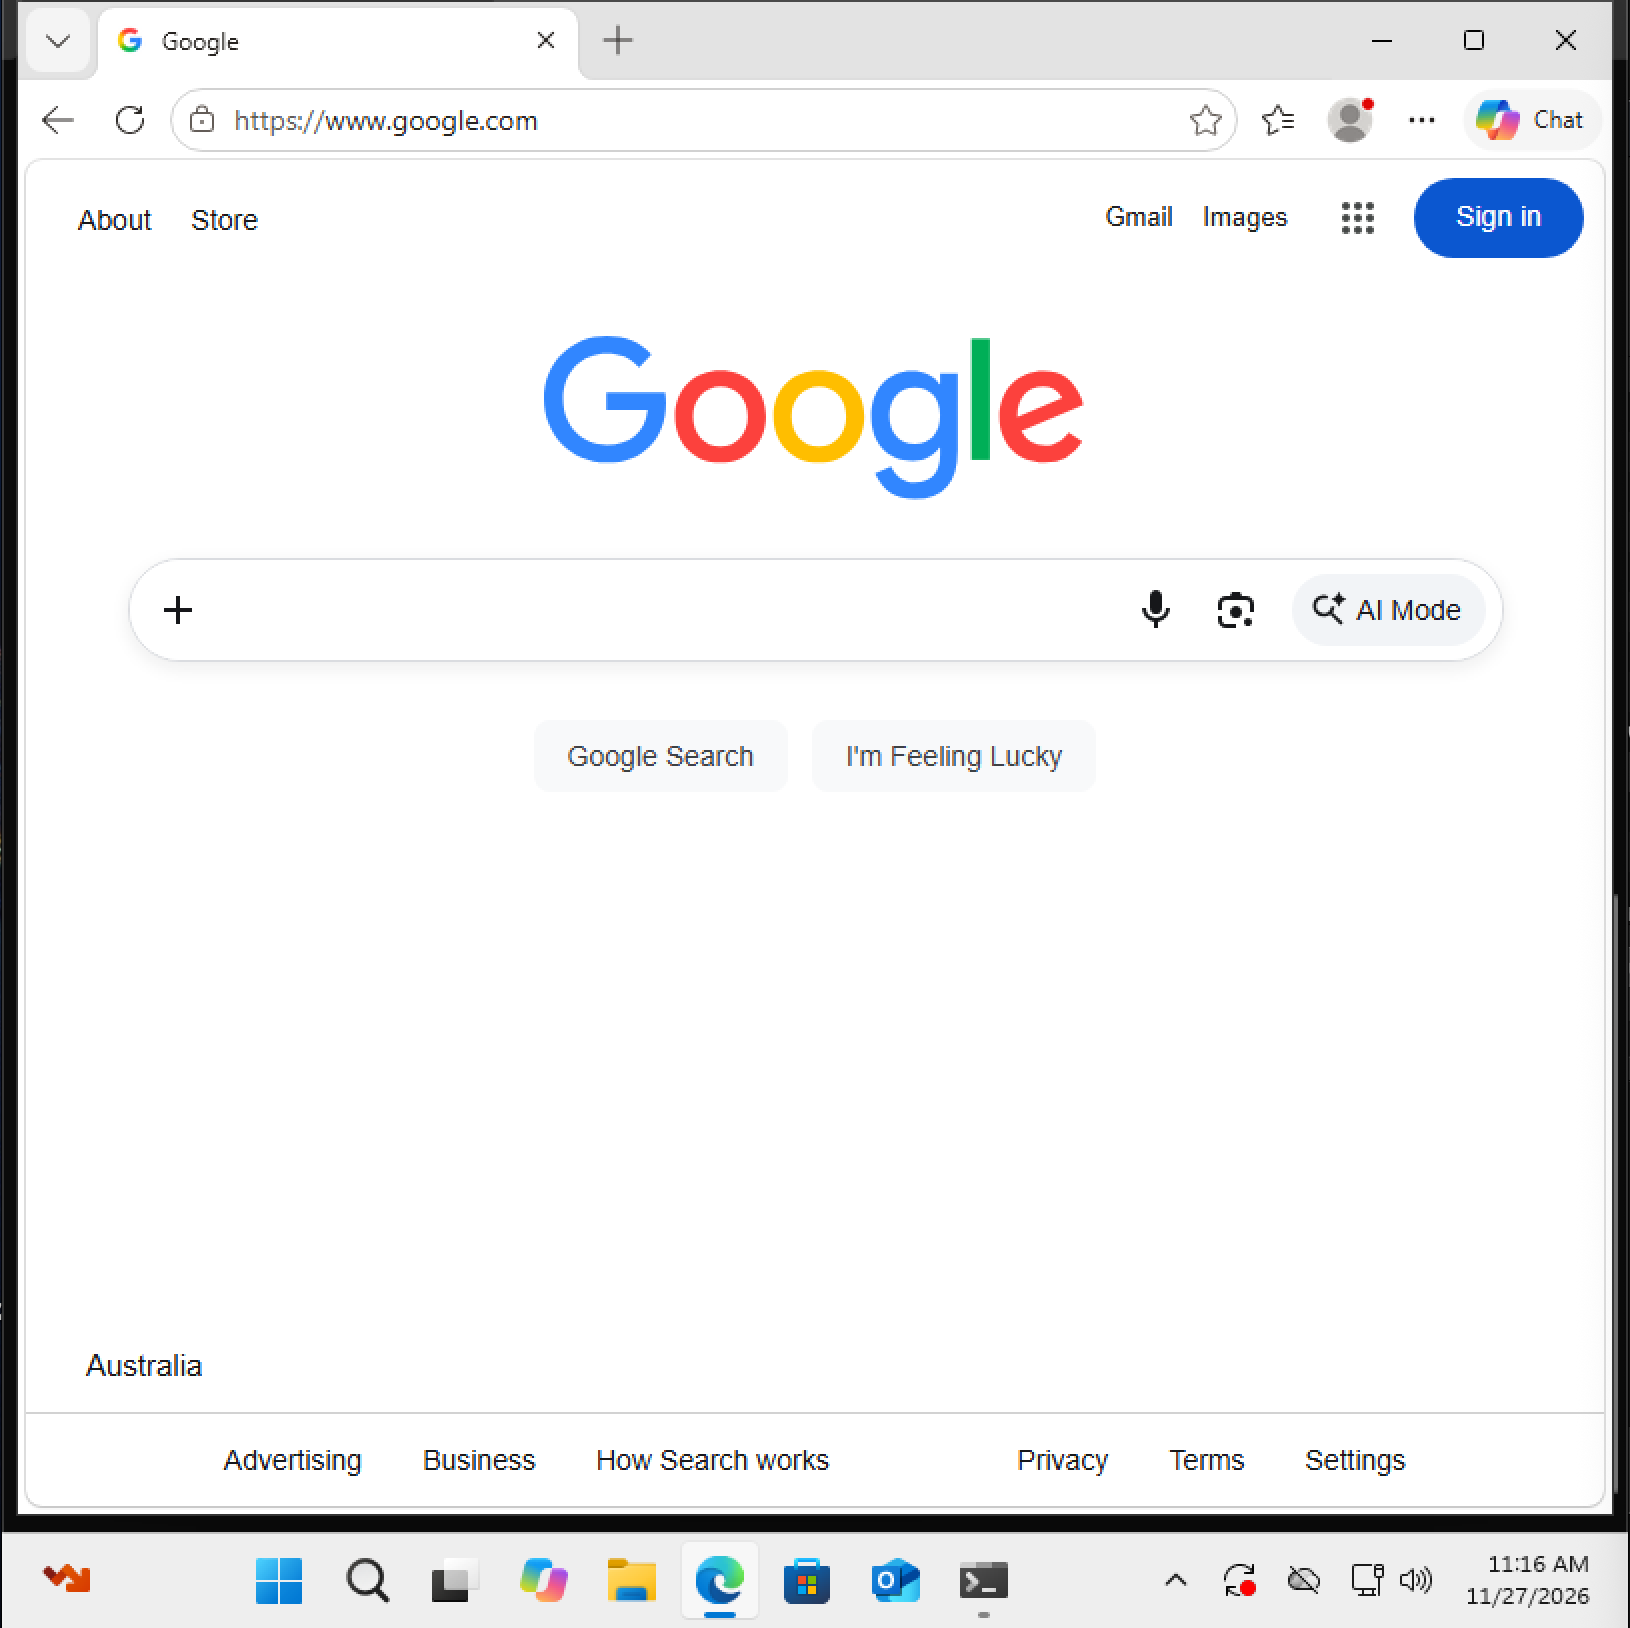 Google
https://www.google.com
Chat
About Store
Gmail Images
Sign in
Google
AI Mode
Google Search
I'm Feeling Lucky
Australia
Advertising Business How Search works
Privacy Terms Settings
11:16 AM
11/27/2026